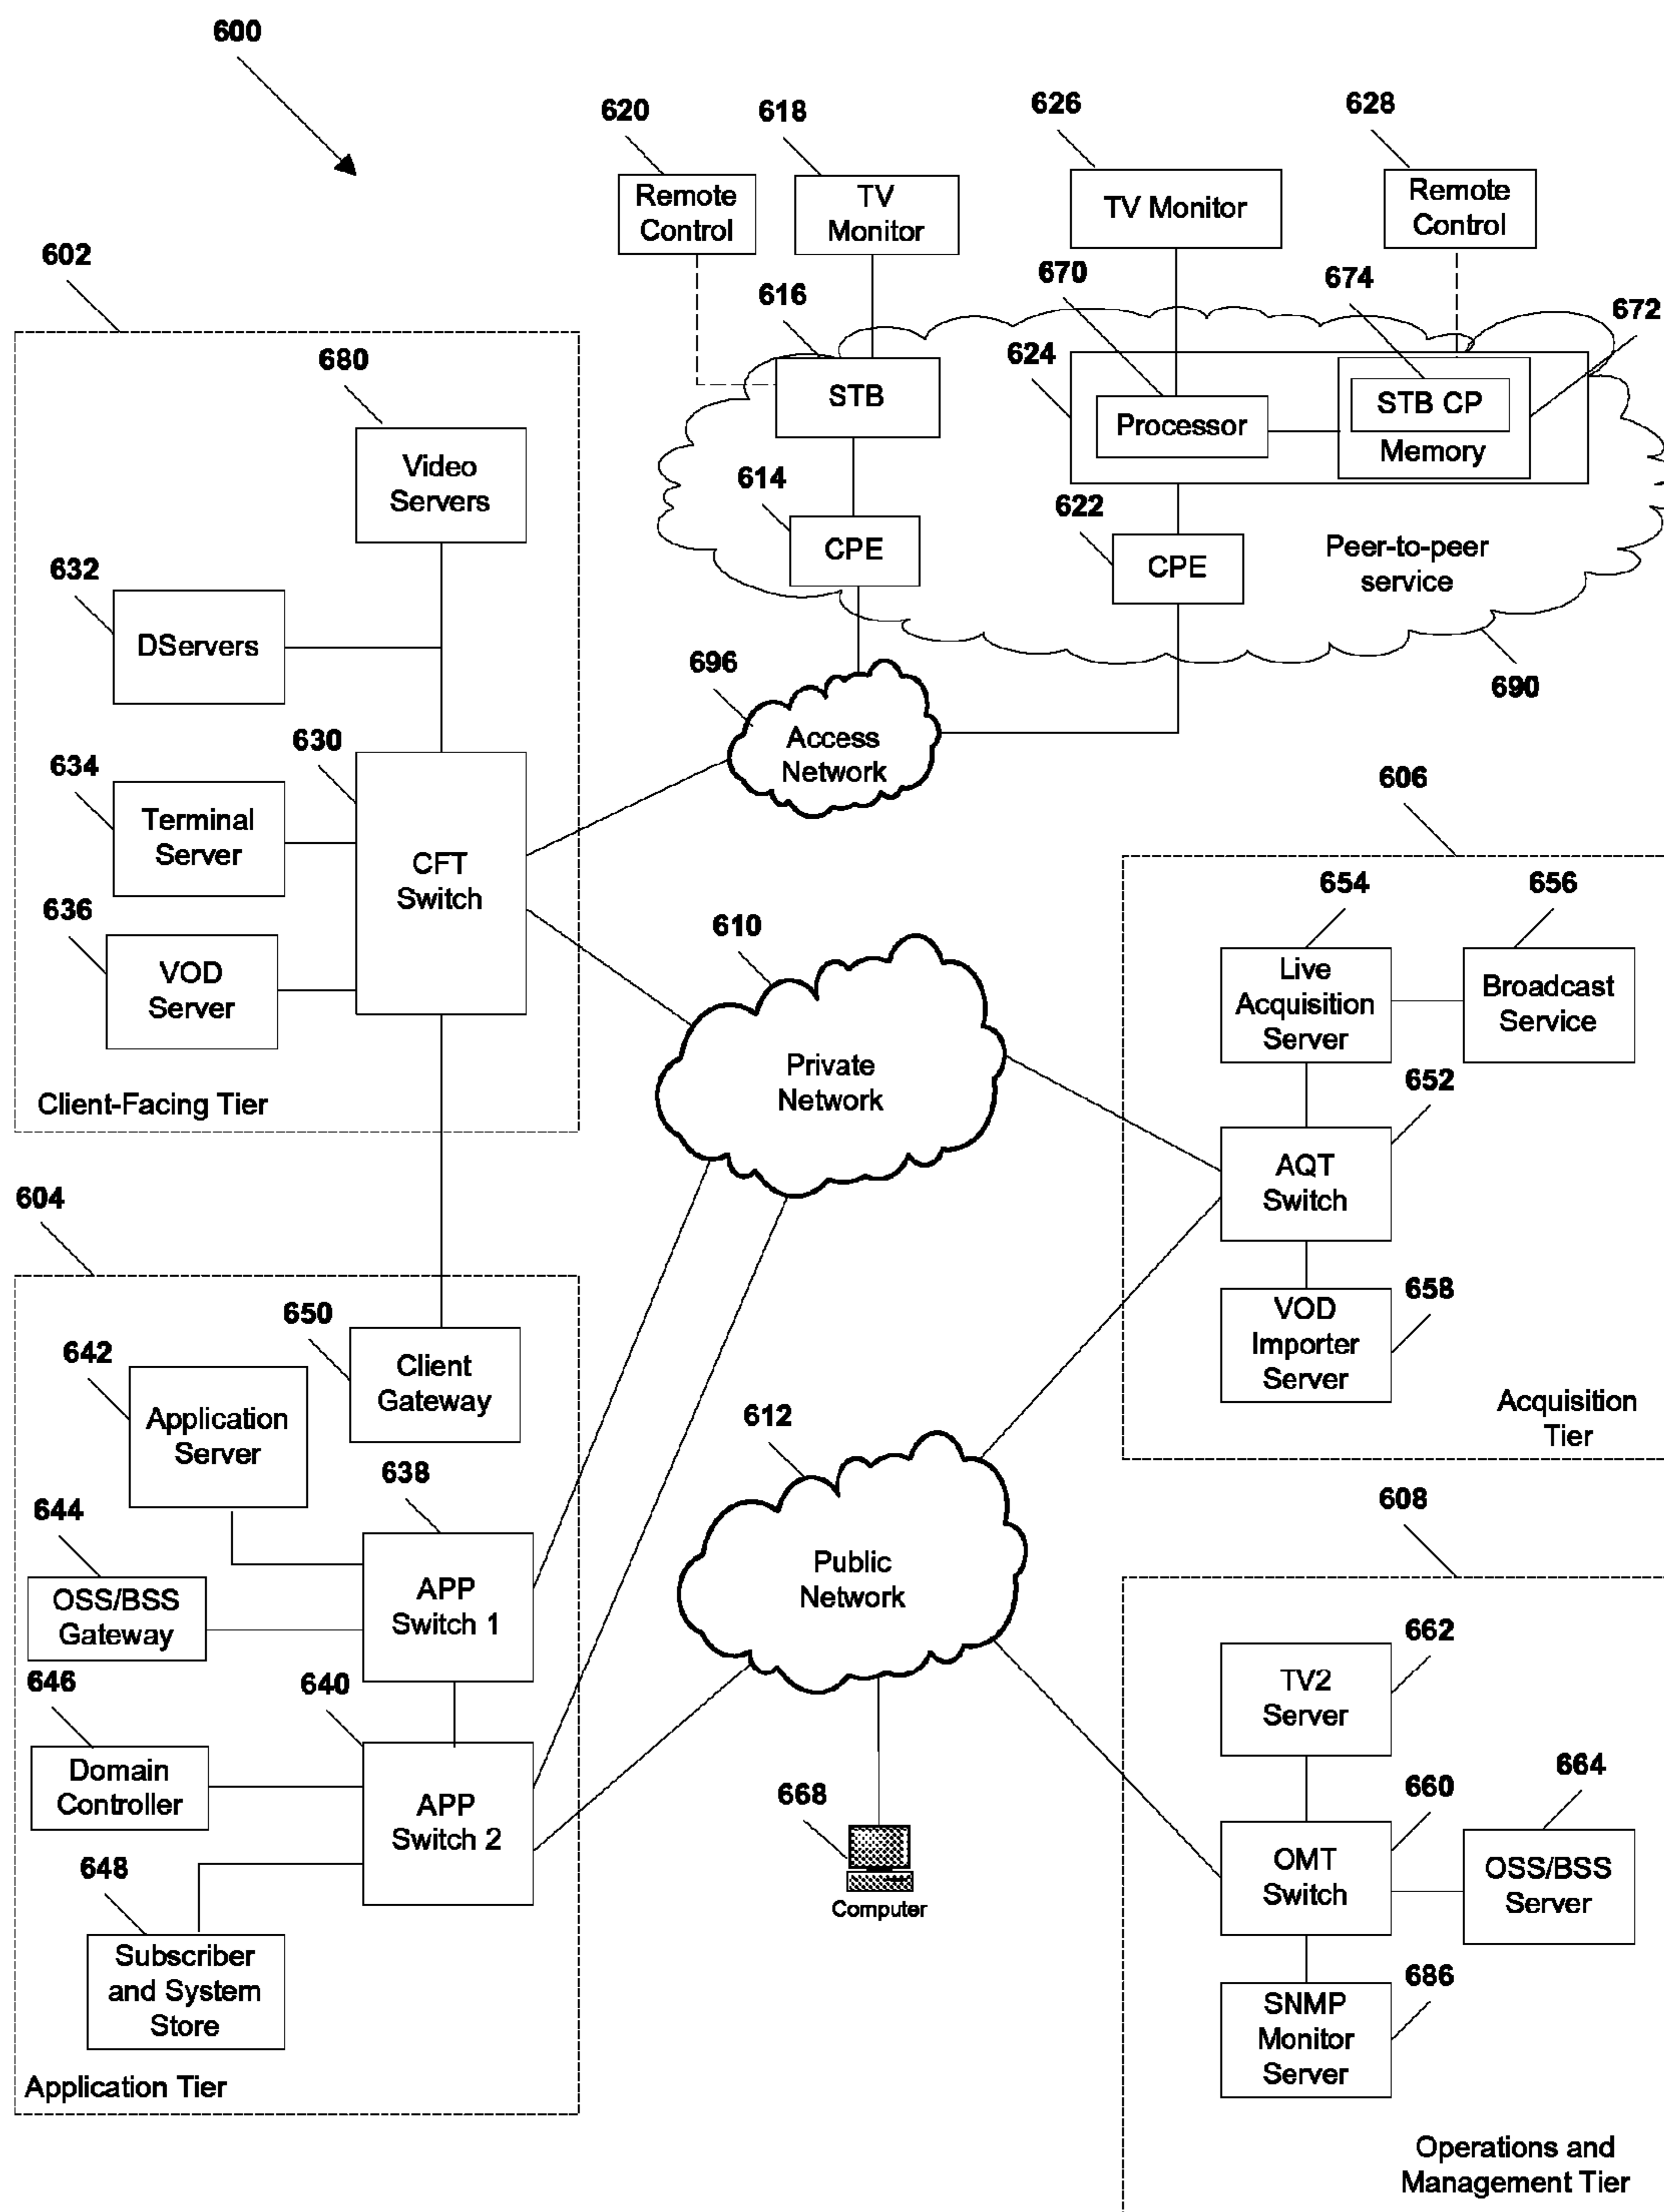 600
620
618
626
628
Remote
Control
TV
Monitor
TV Monitor
Remote
Control
602
616
670
674
672
624
680
STB
Processor
STB CP
Memory
Video
Servers
614
622
CPE
CPE
Peer-to-peer
service
632
DServers
696
690
630
Access
Network
634
Terminal
Server
CFT
Switch
606
636
VOD
Server
610
654
656
Live
Acquisition
Server
Broadcast
Service
Private
Network
652
Client-Facing Tier
AQT
Switch
604
650
658
642
Client
Gateway
VOD
Importer
Server
Application
Server
612
Acquisition
Tier
638
644
608
APP
Switch 1
Public
Network
OSS/BSS
Gateway
662
646
640
TV2
Server
Domain
Controller
APP
Switch 2
668
660
664
648
OMT
Switch
OSS/BSS
Server
Computer
Subscriber
and System
Store
686
SNMP
Monitor
Server
Application Tier
Operations and
Management Tier